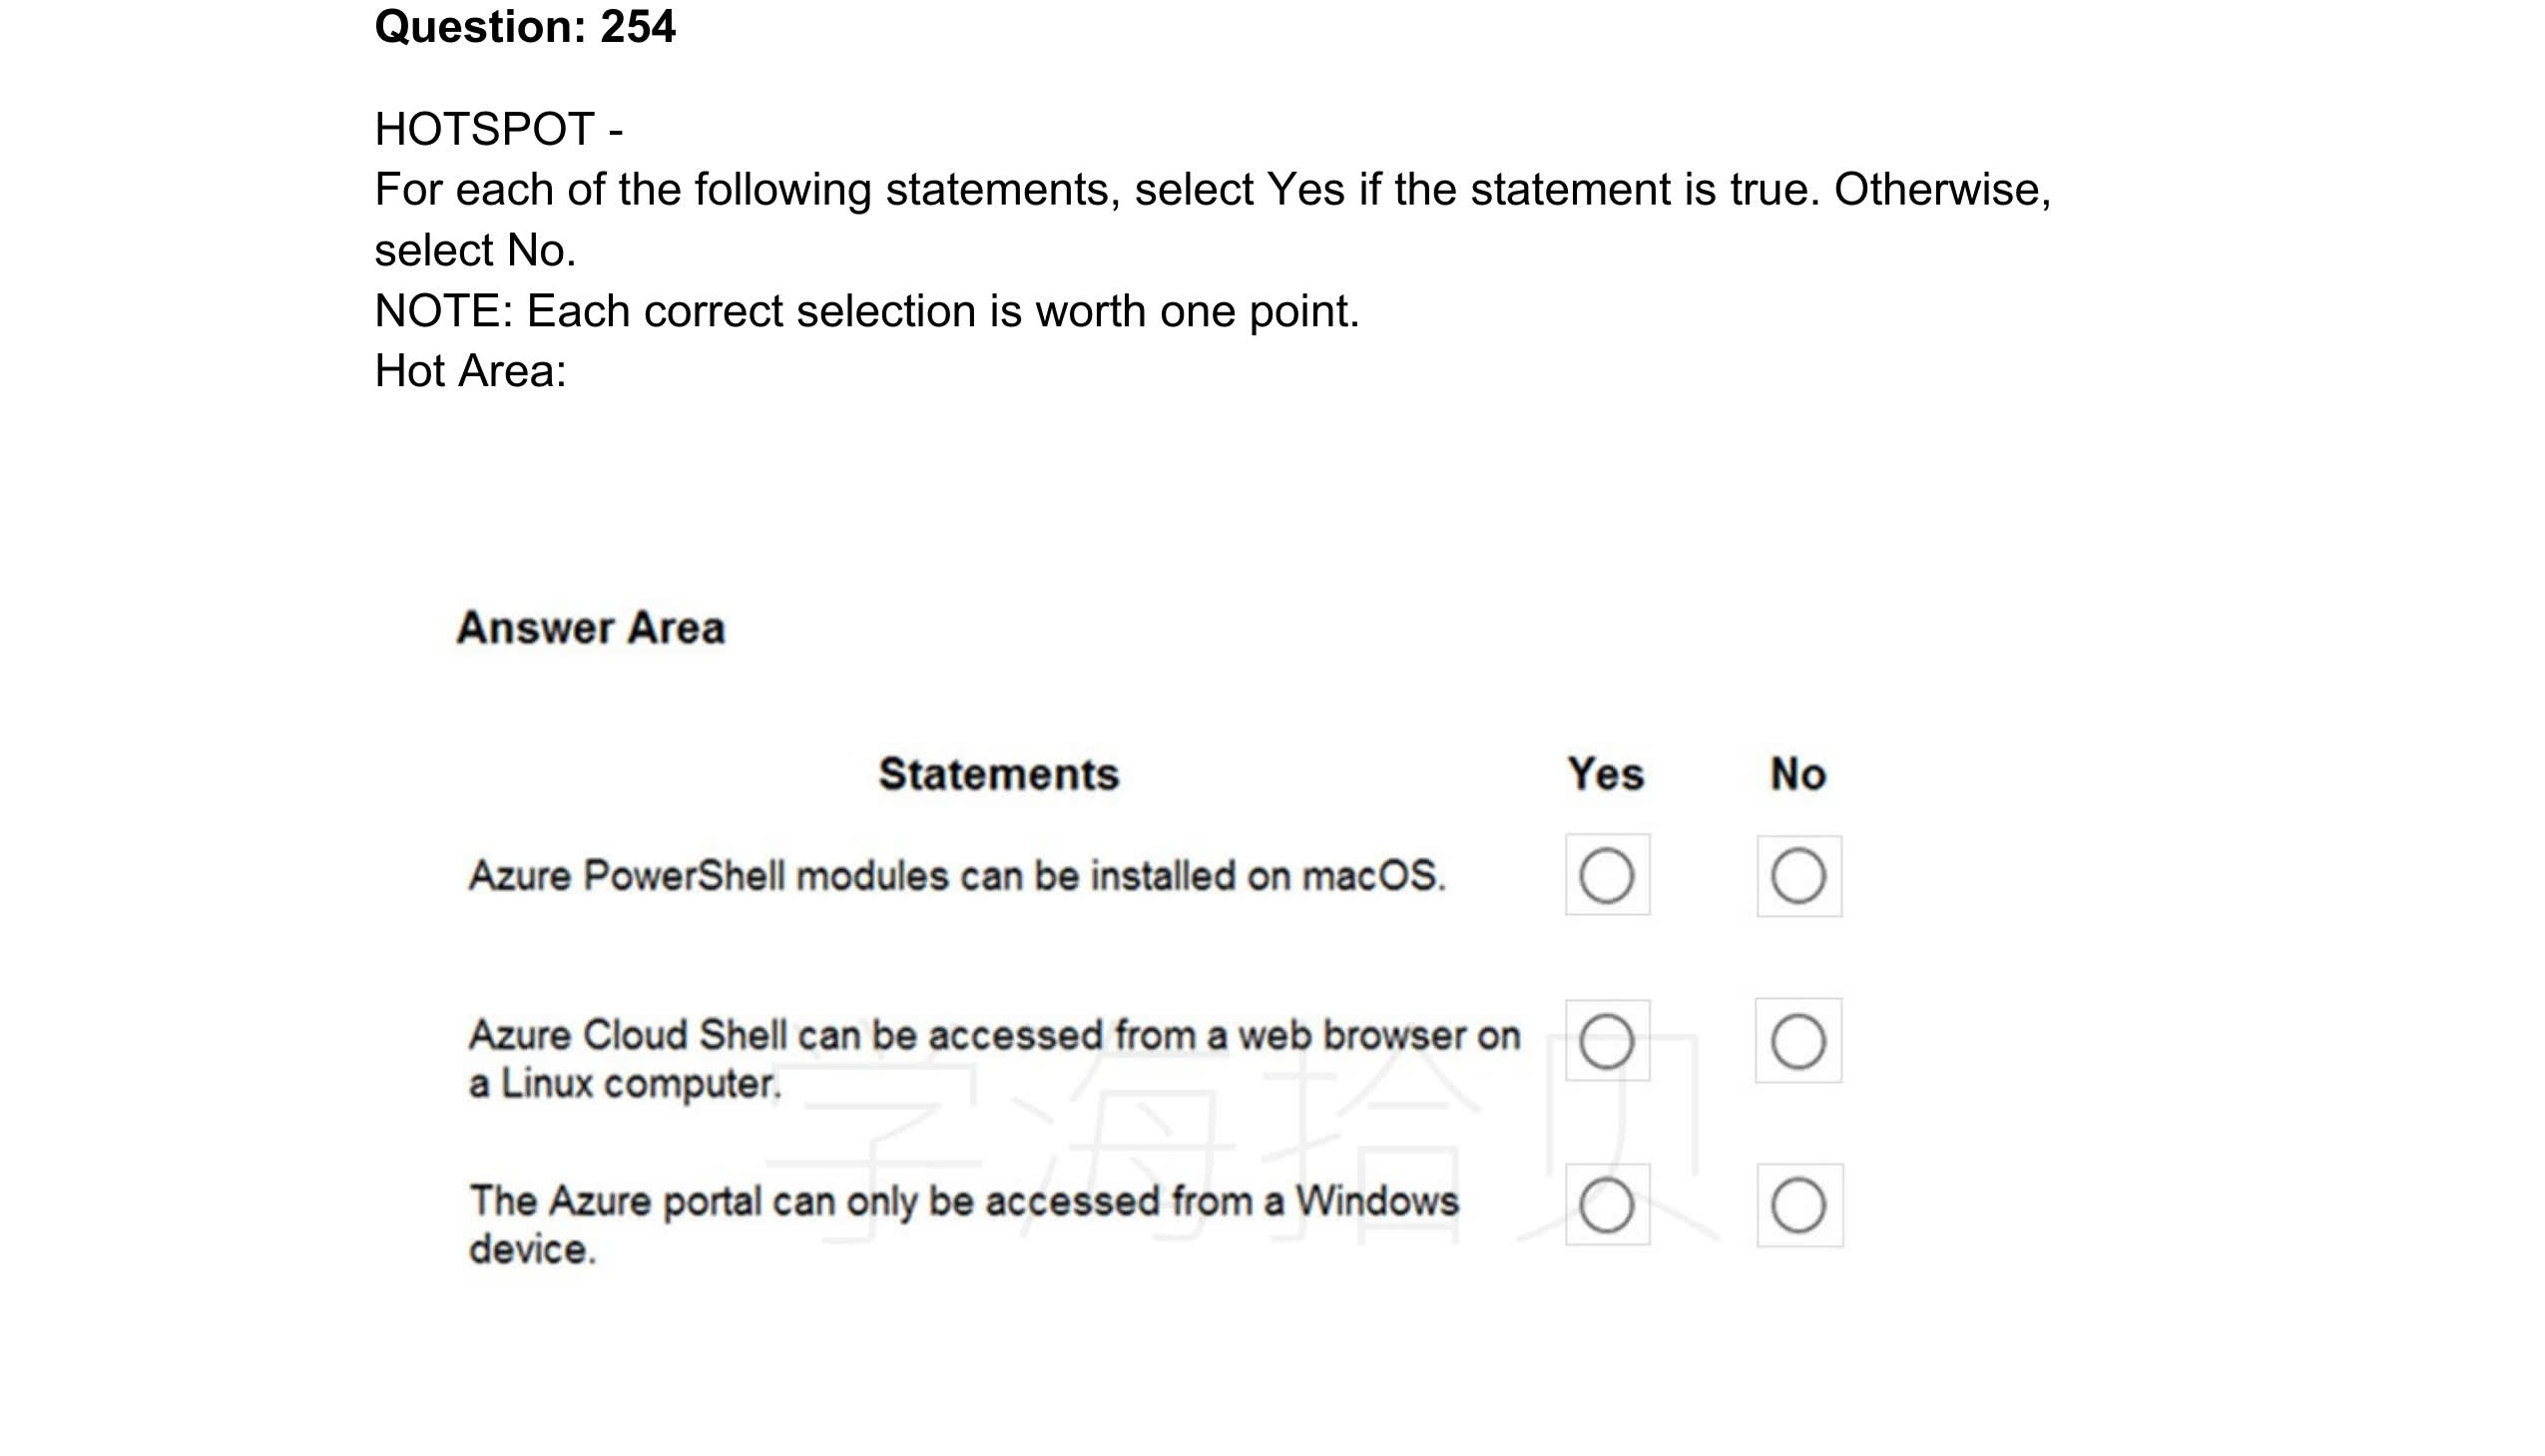 Question: 254
HOTSPOT -
For each of the following statements, select Yes if the statement is true. Otherwise,
select No.
NOTE: Each correct selection is worth one point.
Hot Area:
Answer Area
Statements Yes No
Azure PowerShell modules can be installed on macOS.
Azure Cloud Shell can be accessed from a web browser on
a Linux computer.
学海拾贝
The Azure portal can only be accessed from a Windows
device.